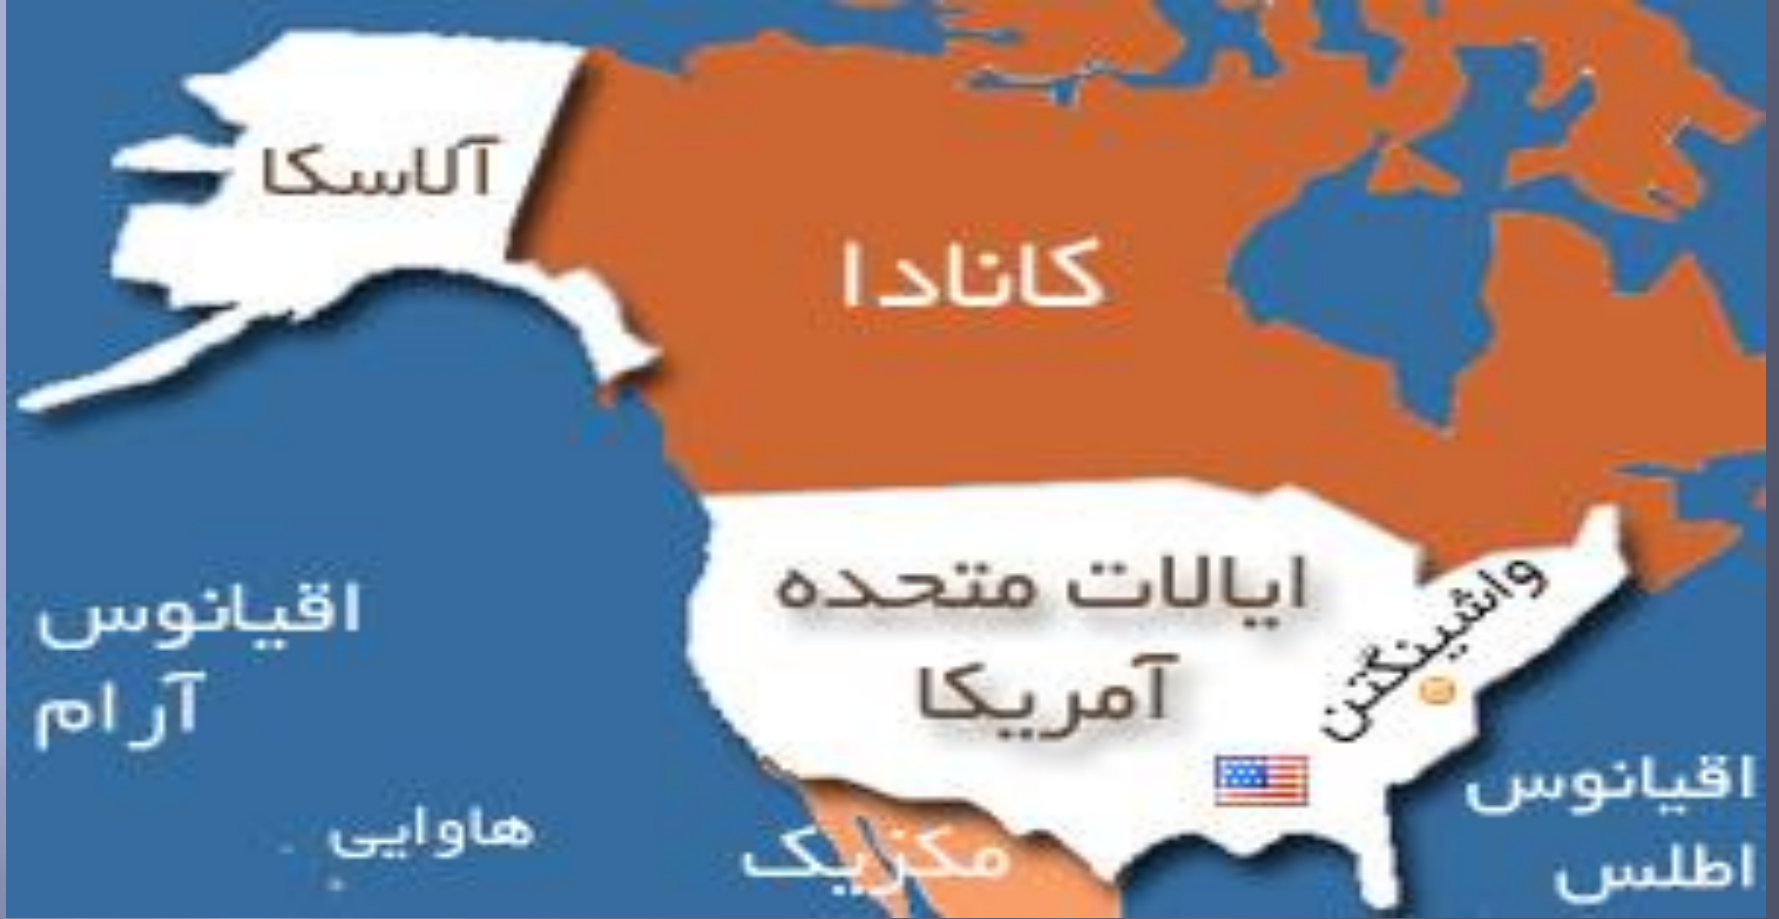 آلاسکا
کانادا
ایالات متحده
آمریکا
واشینگتن
اقیانوس
آرام
هاوایی
مکزیک
اقیانوس
اطلس